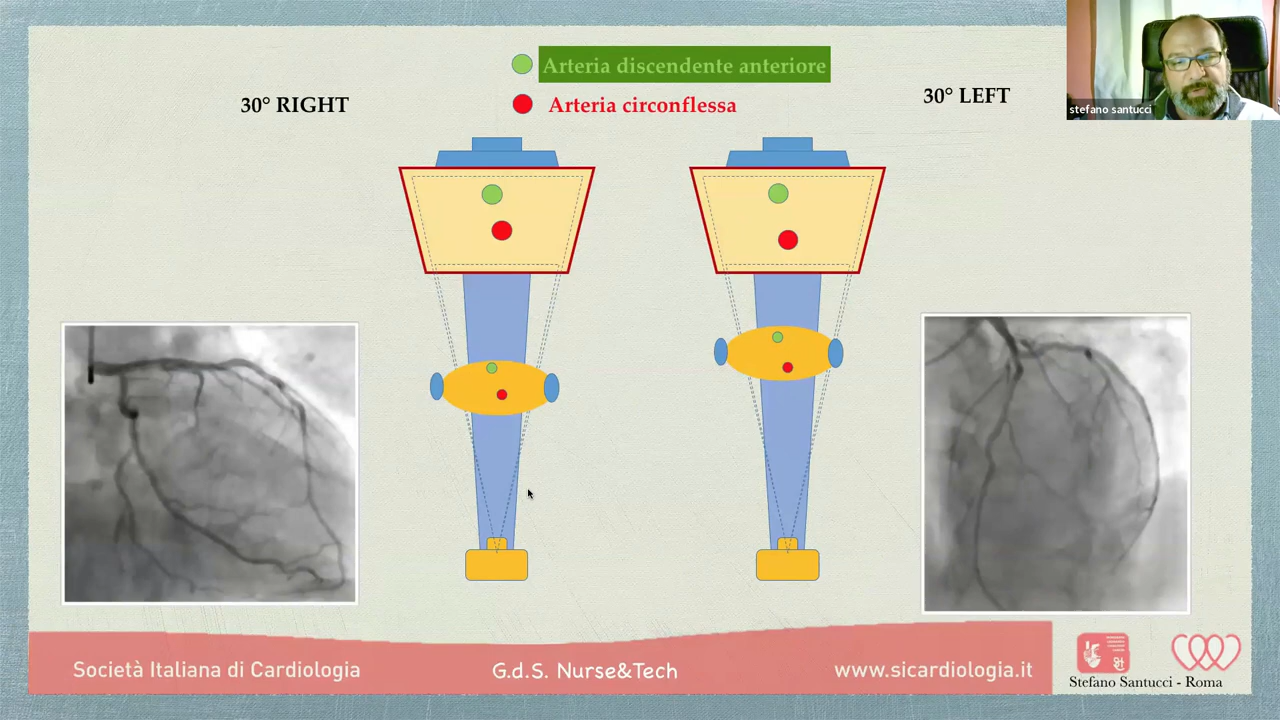 Arteria discendente anteriore
30° RIGHT
Arteria circonflessa
30° LEFT
stefano santucci
Società Italiana di Cardiologia
G.d.S. Nurse&Tech
www.sicardiologia.it
Stefano Santucci - Roma